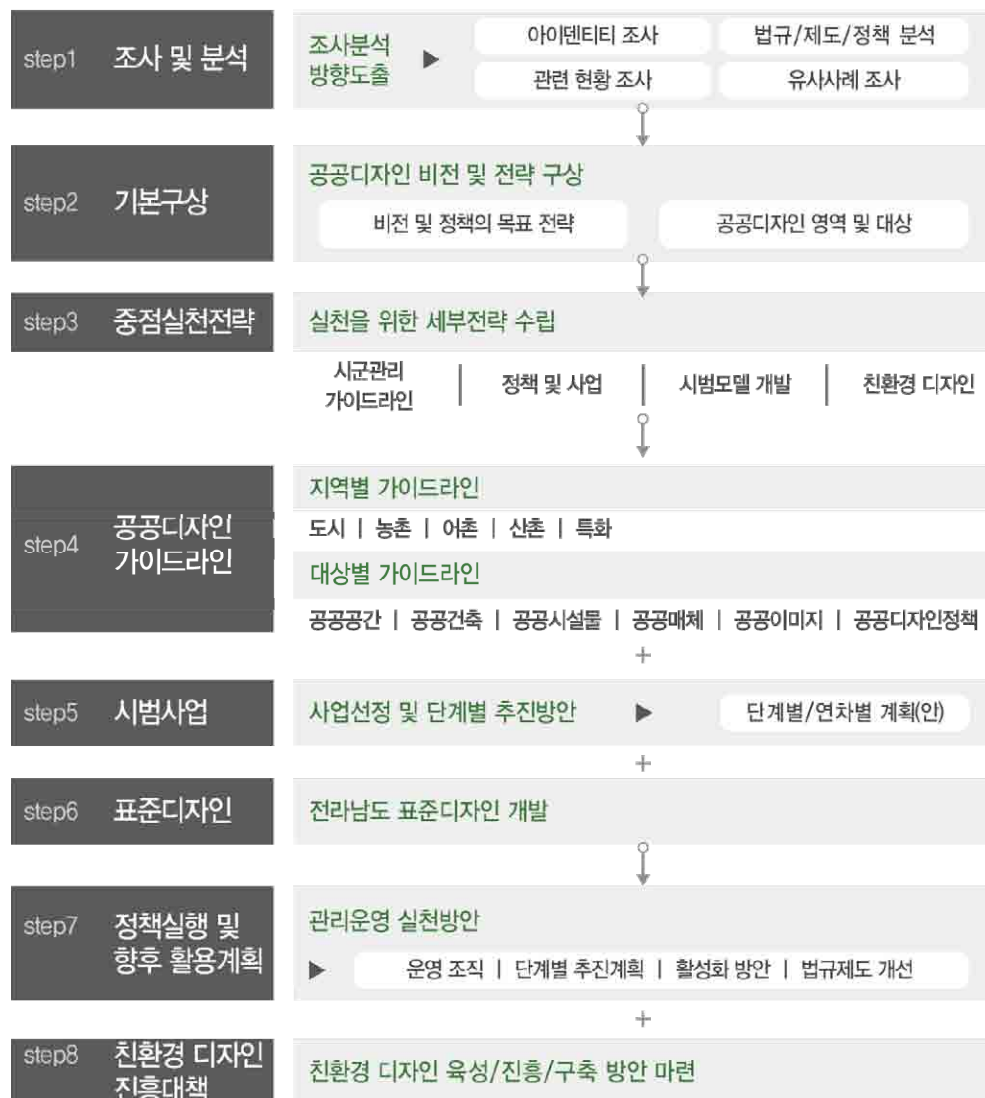 step1 조사 및 분석
조사분석
방향도출
▶
아이덴티티 조사
법규/제도/정책 분석
관련 현황 조사
유사사례 조사
step2 기본구상
공공디자인 비전 및 전략 구상
비전 및 정책의 목표 전략
공공디자인 영역 및 대상
step3 중점실천전략
실천을 위한 세부전략 수립
시군관리
가이드라인
정책 및 사업
시범모델 개발
친환경 디자인
step4 공공디자인
가이드라인
지역별 가이드라인
도시 | 농촌 | 어촌 | 산촌 | 특화
대상별 가이드라인
공공공간 | 공공건축 | 공공시설물 | 공공매체 | 공공이미지 | 공공디자인정책
+
step5 시범사업
사업선정 및 단계별 추진방안 ▶ 단계별/연차별 계획(안)
+
step6 표준디자인
전라남도 표준디자인 개발
step7 정책실행 및
향후 활용계획
관리운영 실천방안
▶ 운영 조직 | 단계별 추진계획 | 활성화 방안 | 법규제도 개선
+
step8 친환경 디자인
진흥대책
친환경 디자인 육성/진흥/구축 방안 마련